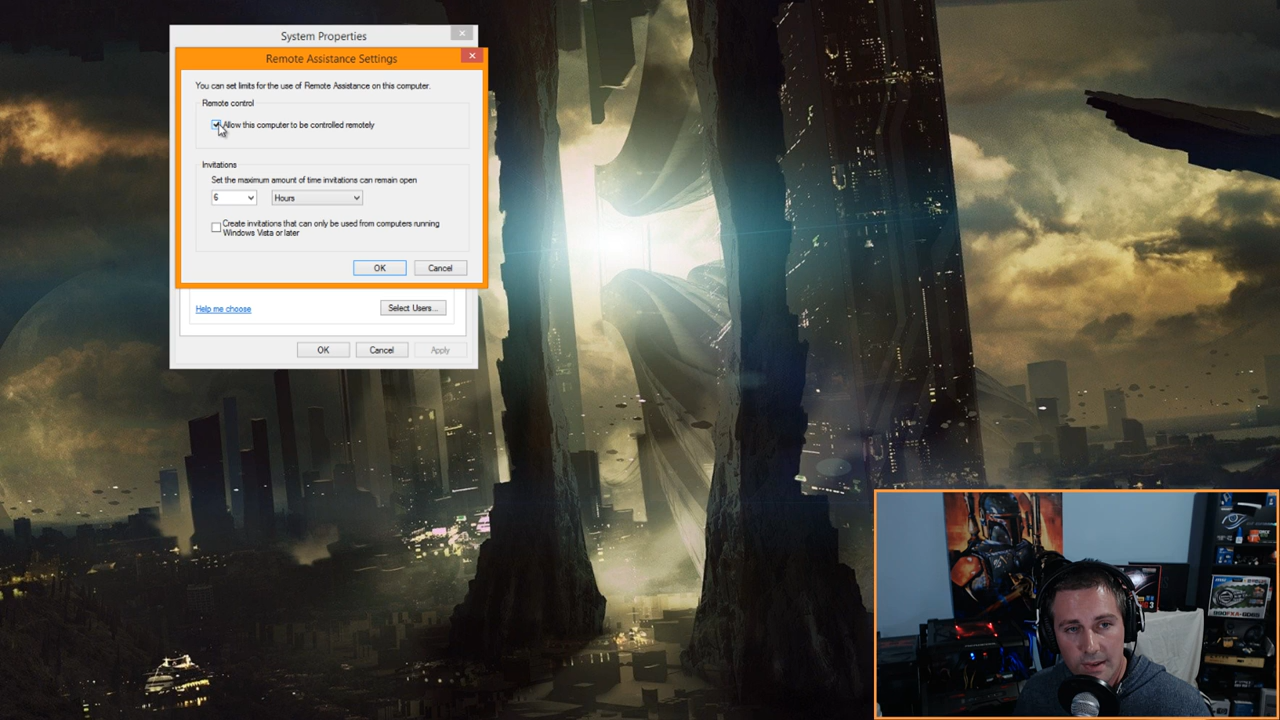 System Properties
Remote Assistance Settings
You can set limits for the use of Remote Assistance on this computer.
Remote control
Allow this computer to be controlled remotely
Invitations
Set the maximum amount of time invitations can remain open
6
Hours
Create invitations that can only be used from computers running
Windows Vista or later
OK
Cancel
Help me choose
Select Users...
OK
Cancel
Apply
990FXA-GD65